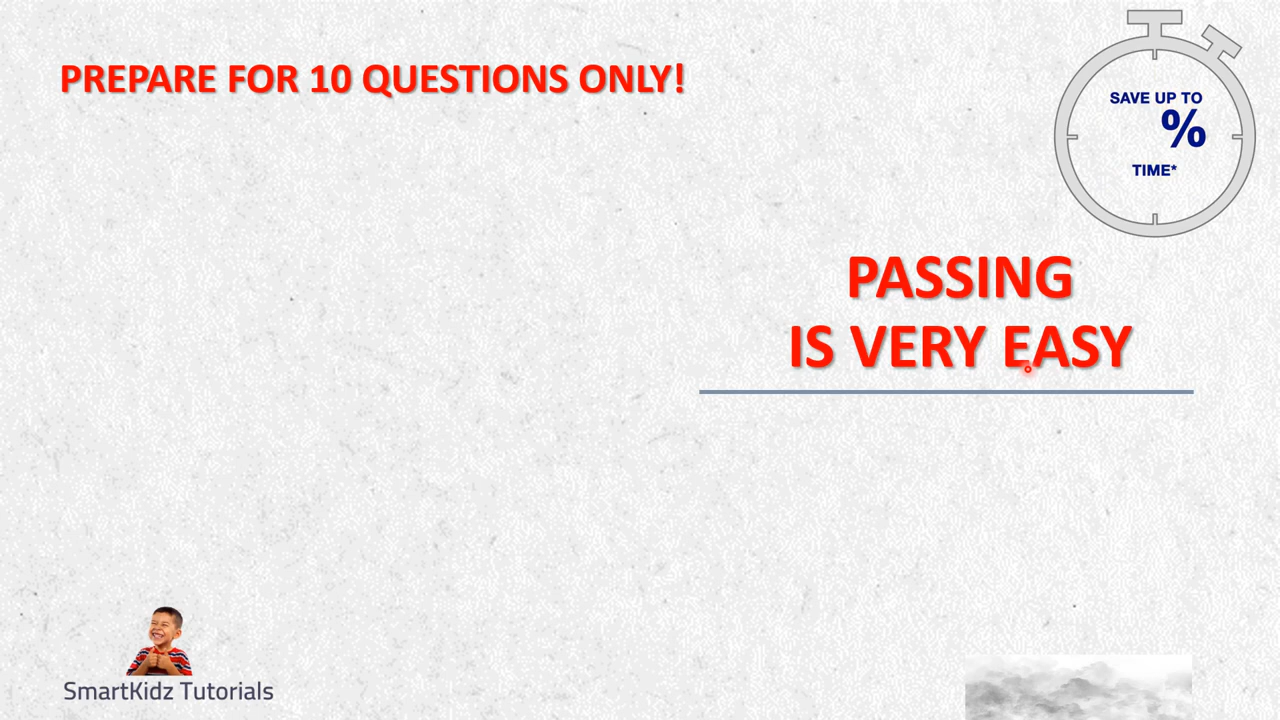 PREPARE FOR 10 QUESTIONS ONLY!
SAVE UP TO
%
TIME*
PASSING
IS VERY EASY
SmartKidz Tutorials